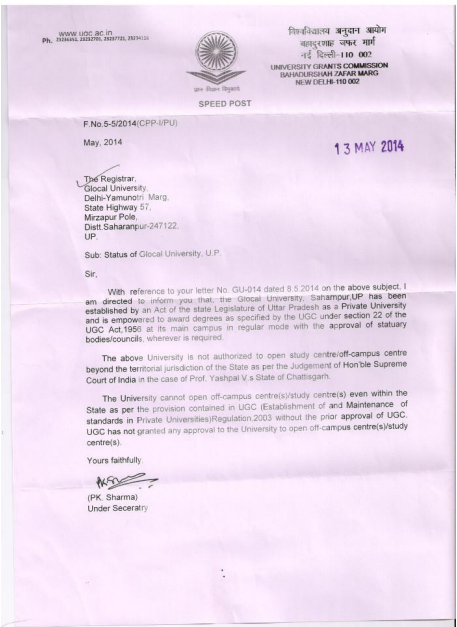 www.ugc.ac.in
Ph. 23236351, 23232701, 23237721, 23234116
विश्वविद्यालय अनुदान आयोग
बहादुरशाह जफर मार्ग
नई दिल्ली-110 002
UNIVERSITY GRANTS COMMISSION
BAHADURSHAH ZAFAR MARG
NEW DELHI-110 002
ज्ञान-विज्ञान विमुक्तये
SPEED POST
F.No.5-5/2014(CPP-I/PU)
May, 2014
13 MAY 2014
The Registrar,
Glocal University,
Delhi-Yamunotri Marg,
State Highway 57,
Mirzapur Pole,
Distt.Saharanpur-247122,
UP.
Sub: Status of Glocal University, U.P.
Sir,
With reference to your letter No. GU-014 dated 8.5.2014 on the above subject, I
am directed to inform you that, the Glocal University, Sahampur,UP has been
established by an Act of the state Legislature of Uttar Pradesh as a Private University
and is empowered to award degrees as specified by the UGC under section 22 of the
UGC Act,1956 at its main campus in regular mode with the approval of statuary
bodies/councils, wherever is required.
The above University is not authorized to open study centre/off-campus centre
beyond the territorial jurisdiction of the State as per the Judgement of Hon'ble Supreme
Court of India in the case of Prof. Yashpal V.s State of Chattisgarh.
The University cannot open off-campus centre(s)/study centre(s) even within the
State as per the provision contained in UGC (Establishment of and Maintenance of
standards in Private Universities)Regulation,2003 without the prior approval of UGC.
UGC has not granted any approval to the University to open off-campus centre(s)/study
centre(s).
Yours faithfully,
(PK. Sharma)
Under Seceratry